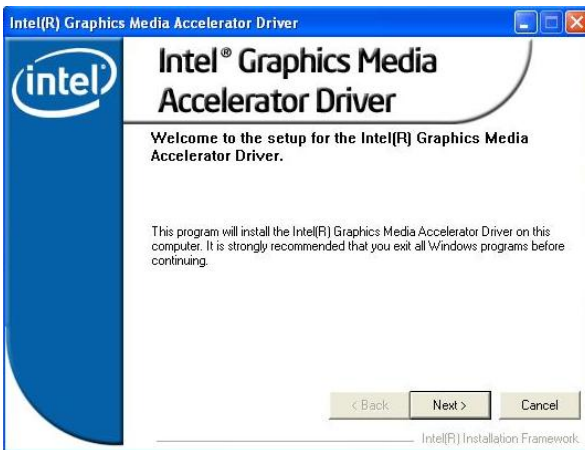 Intel(R) Graphics Media Accelerator Driver
intel
Intel® Graphics Media
Accelerator Driver
Welcome to the setup for the Intel(R) Graphics Media
Accelerator Driver.
This program will install the Intel(R) Graphics Media Accelerator Driver on this
computer. It is strongly recommended that you exit all Windows programs before
continuing.
< Back
Next >
Cancel
Intel(R) Installation Framework